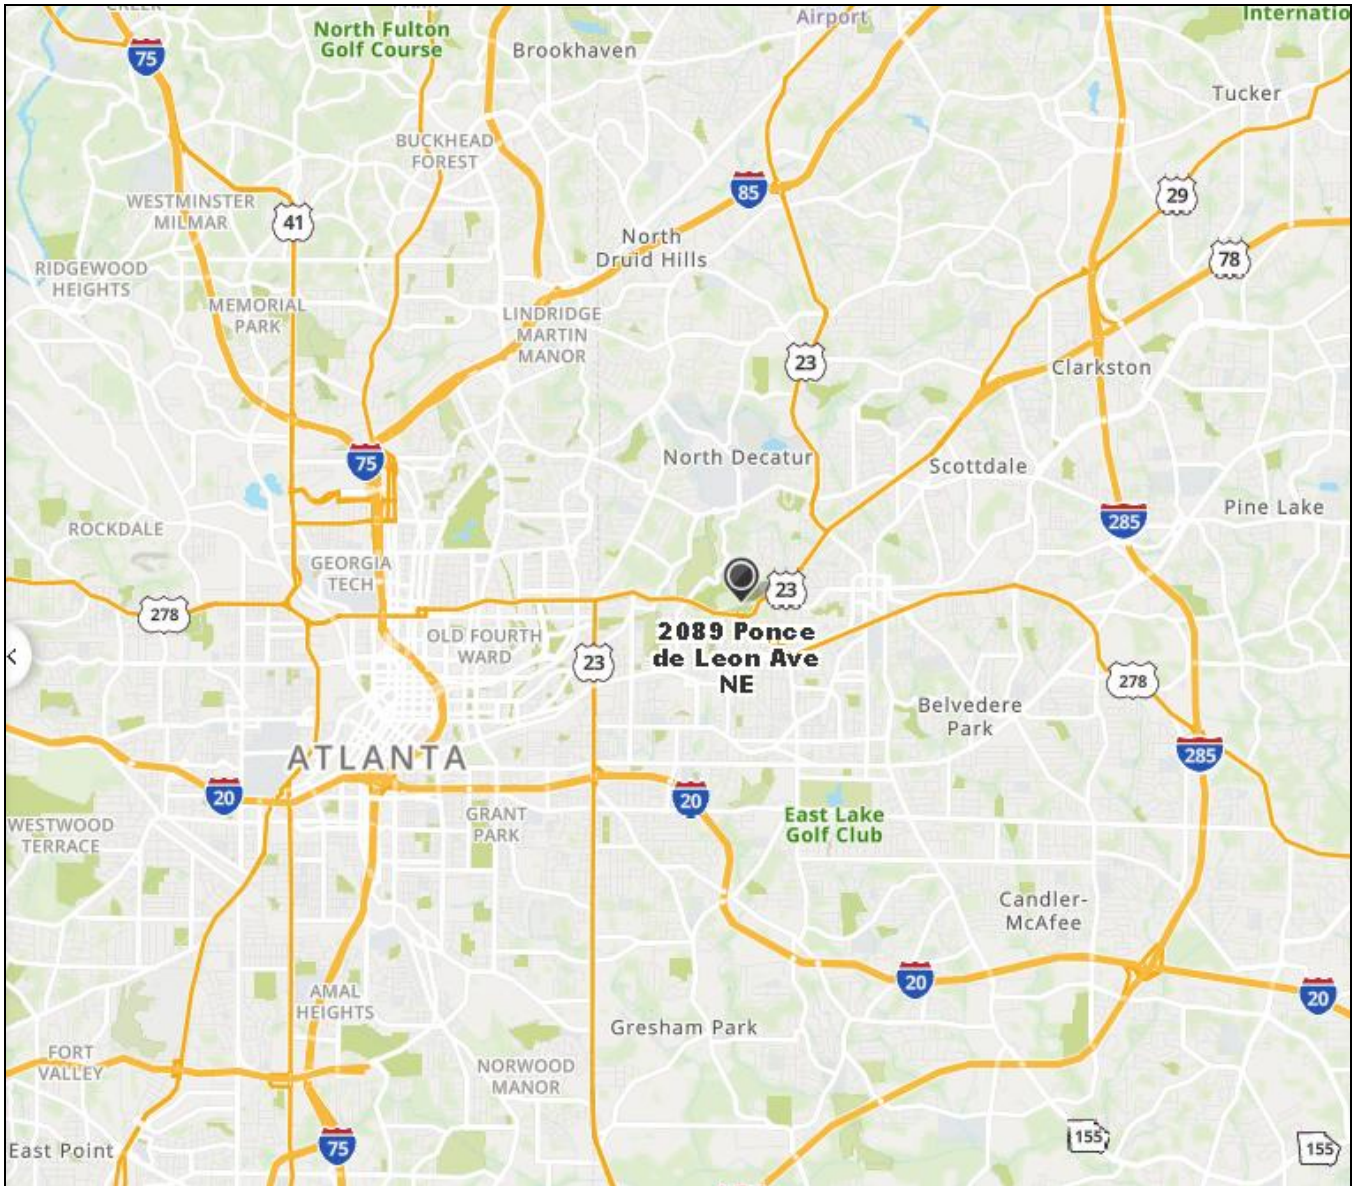 North Fulton
Golf Course
Brookhaven
Airport
Internatio
75
Tucker
BUCKHEAD
FOREST
85
29
WESTMINSTER
MILMAR
41
North
Druid Hills
78
RIDGEWOOD
HEIGHTS
MEMORIAL
PARK
LINDRIDGE
MARTIN
MANOR
23
Clarkston
75
North Decatur
Scottdale
285
Pine Lake
ROCKDALE
GEORGIA
TECH
278
23
OLD FOURTH
WARD
23
2089 Ponce
de Leon Ave
NE
278
Belvedere
Park
285
ATLANTA
20
20
WESTWOOD
TERRACE
GRANT
PARK
East Lake
Golf Club
Candler-
McAfee
20
20
AMAL
HEIGHTS
Gresham Park
FORT
VALLEY
NORWOOD
MANOR
East Point
75
155
155